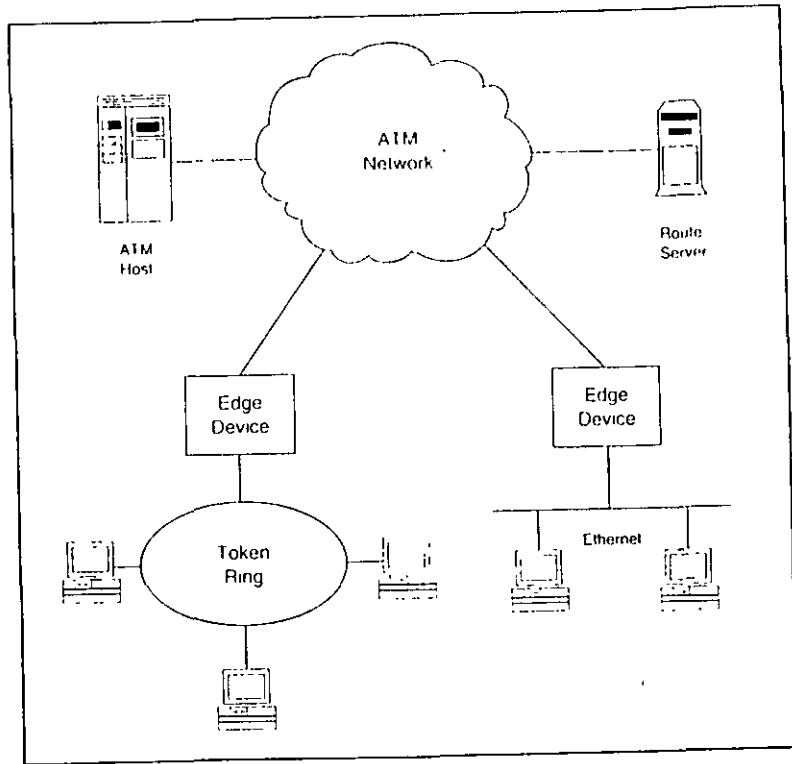 ATM
Network
ATM
Host
Route
Server
Edge
Device
Edge
Device
Token
Ring
Ethernet